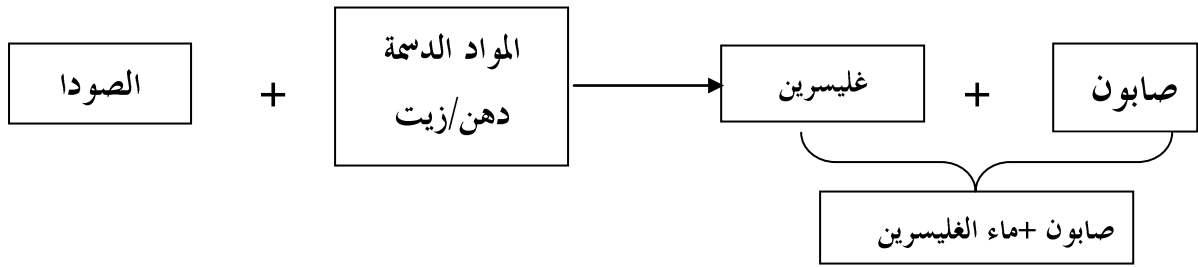 الصودا
+
المواد الدسمة
دهن/زيت
غليسرين
+
صابون
صابون +ماء الغليسرين